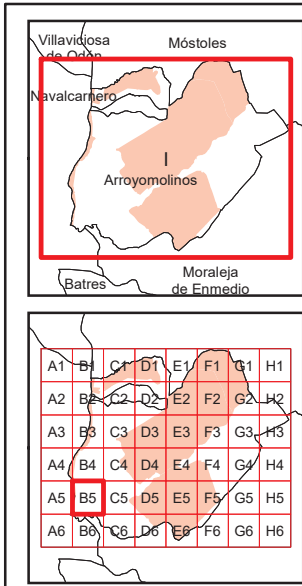 Villaviciosa
de Odón
Móstoles
Navalcarnero
I
Arroyomolinos
Batres
Moraleja
de Enmedio
A1 B1 C1 D1 E1 F1 G1 H1
A2 B2 C2 D2 E2 F2 G2 H2
A3 B3 C3 D3 E3 F3 G3 H3
A4 B4 C4 D4 E4 F4 G4 H4
A5 B5 C5 D5 E5 F5 G5 H5
A6 B6 C6 D6 E6 F6 G6 H6